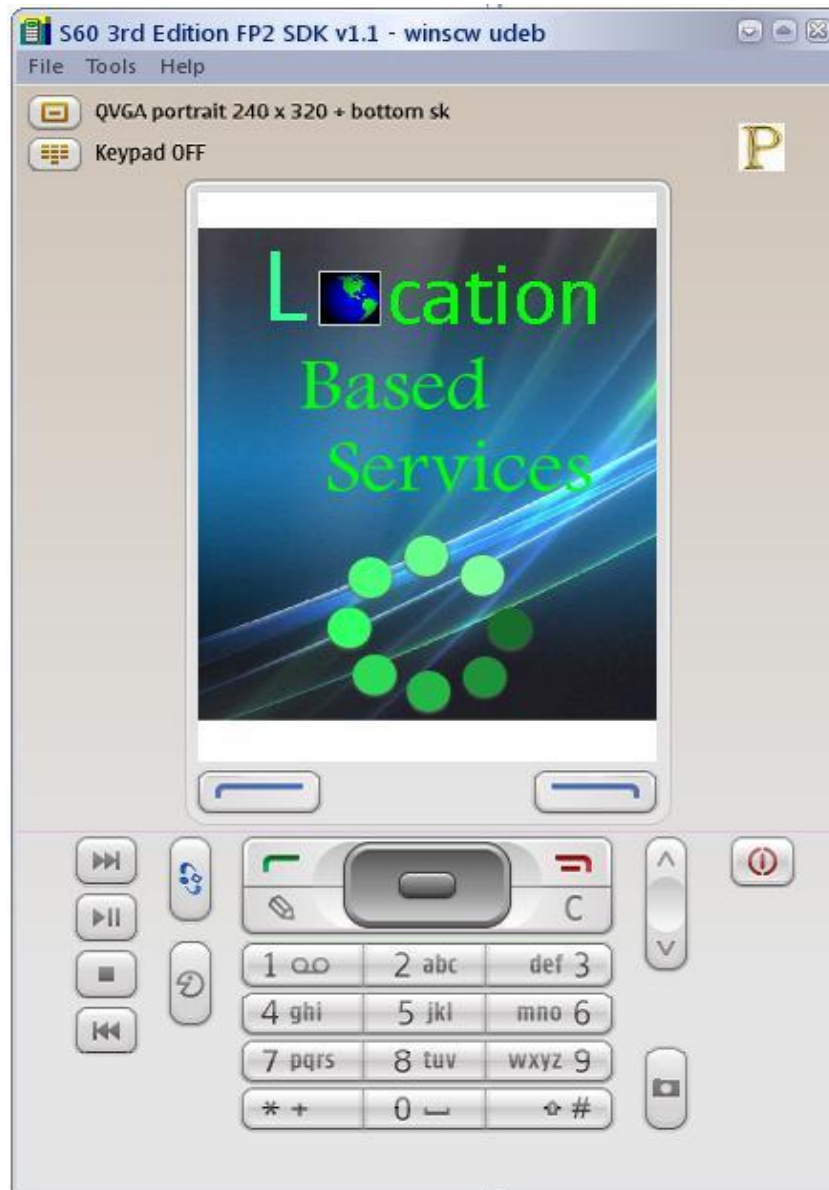 S60 3rd Edition FP2 SDK v1.1 - winscw udeb
File Tools Help
QVGA portrait 240 x 320 + bottom sk
Keypad OFF
P
L cation
Based
Services
C
1 2 abc def 3
4 ghi 5 jkl mno 6
7 pqrs 8 tuv wxyz 9
* + 0 #